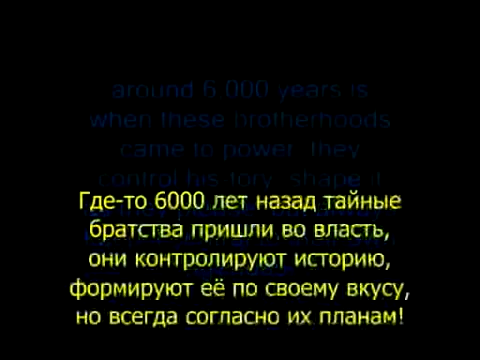 around 6,000 years is
when these brotherhoods
came to power, they
control his tory, shape it
Где-то 6000 лет назад тайные
братства пришли во власть,
они контролируют историю,
формируют её по своему вкусу,
но всегда согласно их планам!